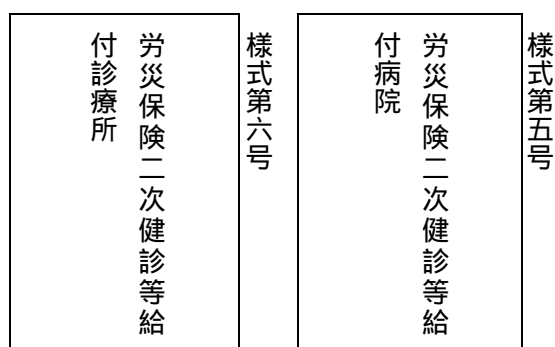 様式第五号
労災保険二次健診等給
付病院
様式第六号
労災保険二次健診等給
付診療所